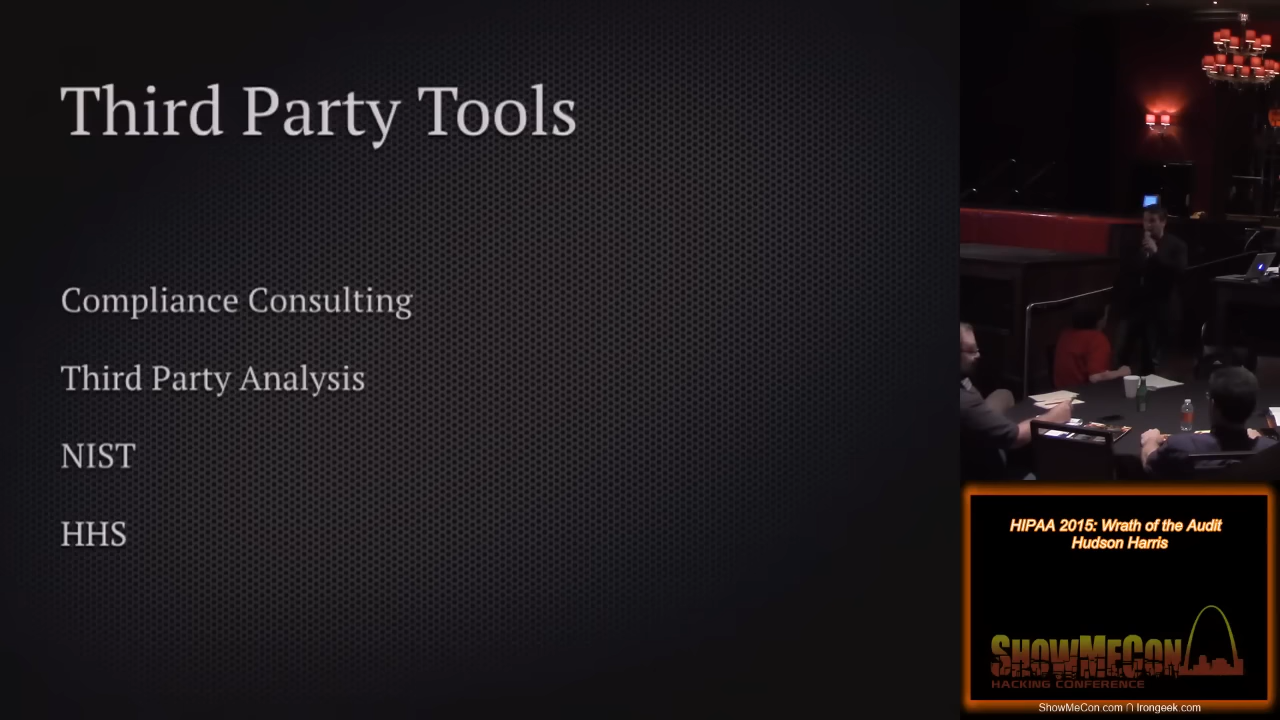 Third Party Tools
Compliance Consulting
Third Party Analysis
NIST
HHS
HIPAA 2015: Wrath of the Audit
Hudson Harris
SHOWMECON
HACKING CONFERENCE
ShowMeCon.com ∩ Irongeek.com